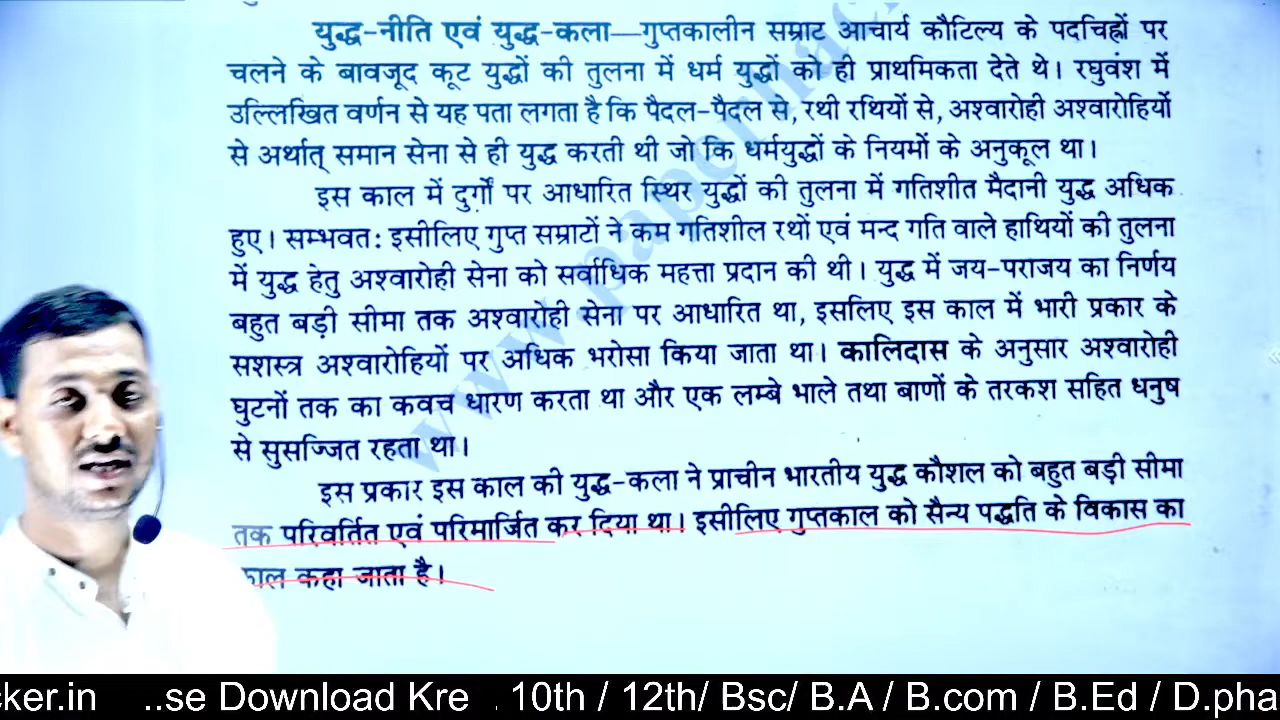 युद्ध-नीति एवं युद्ध-कला—गुप्तकालीन सम्राट आचार्य कौटिल्य के पदचिह्नों पर
चलने के बावजूद कूट युद्धों की तुलना में धर्म युद्धों को ही प्राथमिकता देते थे। रघुवंश में
उल्लिखित वर्णन से यह पता लगता है कि पैदल-पैदल से, रथी रथियों से, अश्वारोही अश्वारोहियों
से अर्थात् समान सेना से ही युद्ध करती थी जो कि धर्मयुद्धों के नियमों के अनुकूल था।
इस काल में दुर्गों पर आधारित स्थिर युद्धों की तुलना में गतिशीत मैदानी युद्ध अधिक
हुए। सम्भवत: इसीलिए गुप्त सम्राटों ने कम गतिशील रथों एवं मन्द गति वाले हाथियों की तुलना
में युद्ध हेतु अश्वारोही सेना को सर्वाधिक महत्ता प्रदान की थी। युद्ध में जय-पराजय का निर्णय
बहुत बड़ी सीमा तक अश्वारोही सेना पर आधारित था, इसलिए इस काल में भारी प्रकार के
सशस्त्र अश्वारोहियों पर अधिक भरोसा किया जाता था। कालिदास के अनुसार अश्वारोही
घुटनों तक का कवच धारण करता था और एक लम्बे भाले तथा बाणों के तरकश सहित धनुष
से सुसज्जित रहता था।
इस प्रकार इस काल की युद्ध-कला ने प्राचीन भारतीय युद्ध कौशल को बहुत बड़ी सीमा
तक परिवर्तित एवं परिमार्जित कर दिया था। इसीलिए गुप्तकाल को सैन्य पद्धति के विकास का
काल कहा जाता है।
cker.in ..se Download Kre . 10th / 12th/ Bsc/ B.A / B.com / B.Ed / D.pha